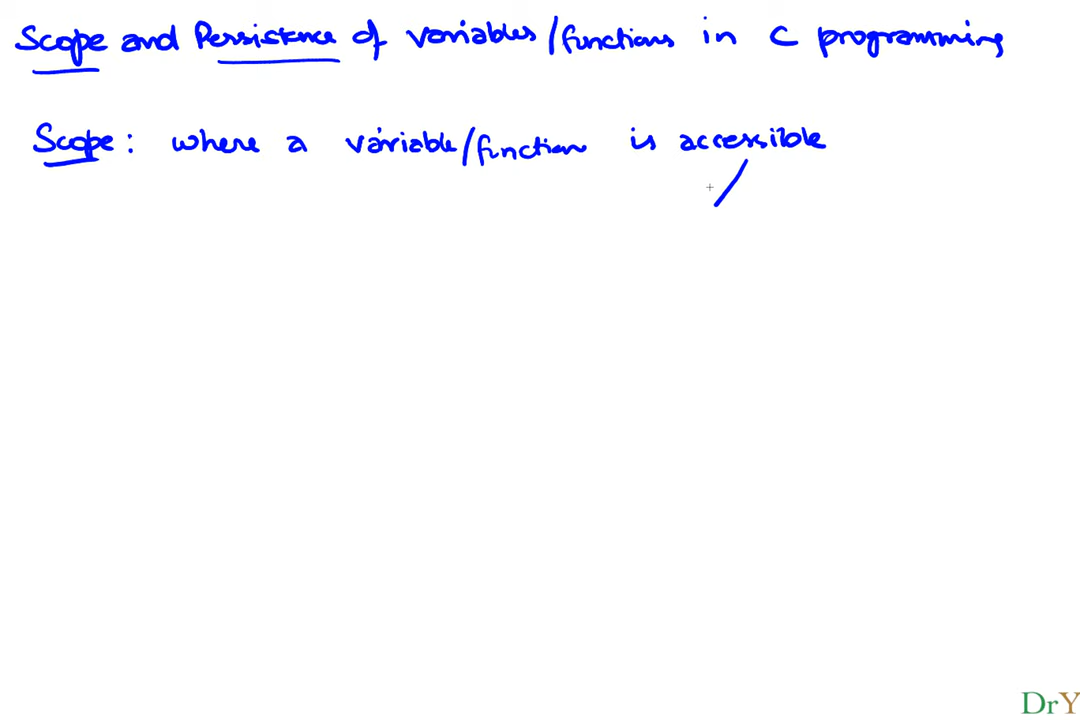 Scope and Persistence of variables/functions in C programming
Scope: where a variable/function is accessible
DrY